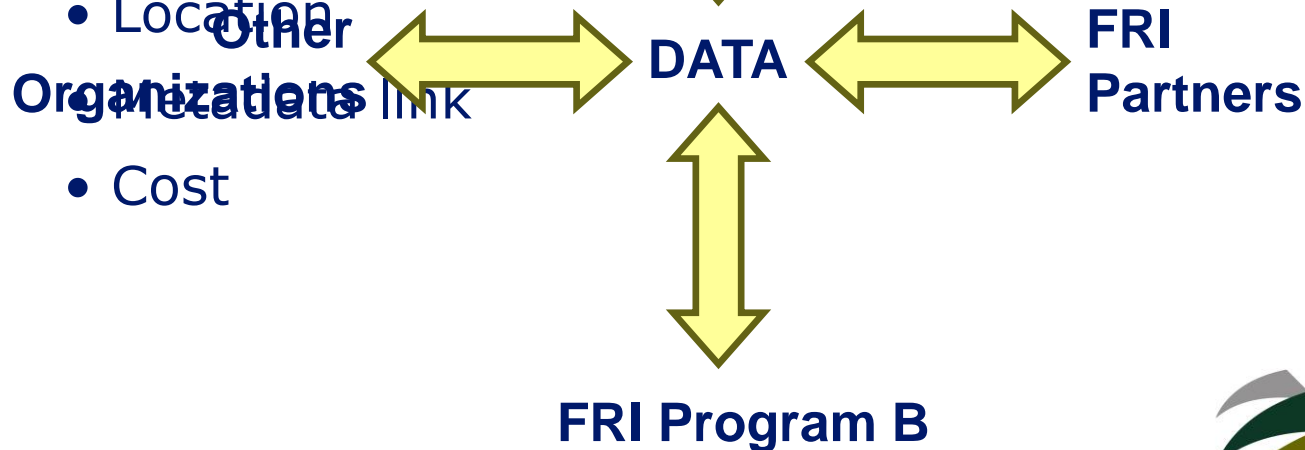 • Location
Other
Organizations
• Metadata link
• Cost
DATA
FRI
Partners
FRI Program B